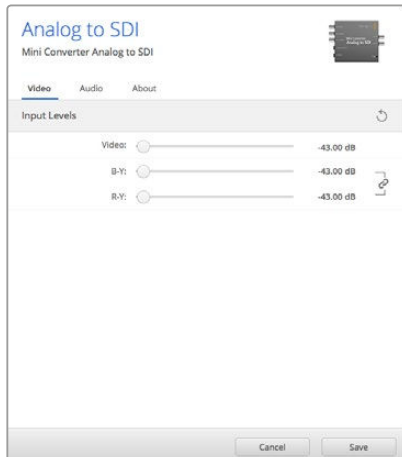 Analog to SDI
Mini Converter Analog to SDI
Video Audio About
Input Levels
Video: -43.00 dB
B-Y: -43.00 dB
R-Y: -43.00 dB
Cancel Save